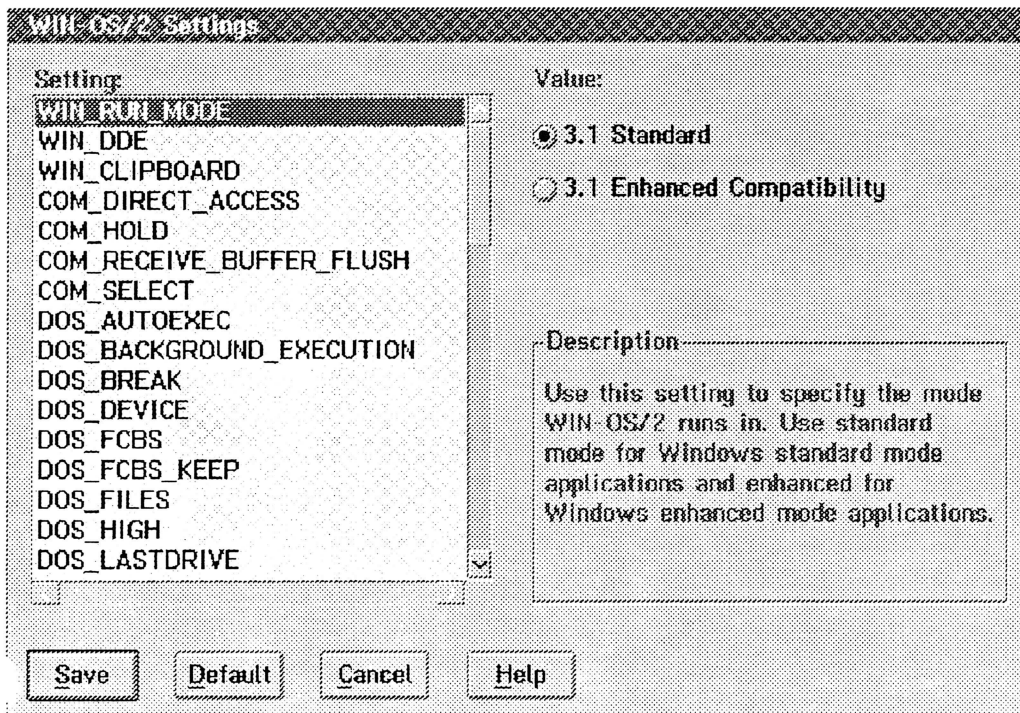 WIN-OS/2 Settings
Setting:
WIN_RUN_MODE
WIN_DDE
WIN_CLIPBOARD
COM_DIRECT_ACCESS
COM_HOLD
COM_RECEIVE_BUFFER_FLUSH
COM_SELECT
DOS_AUTOEXEC
DOS_BACKGROUND_EXECUTION
DOS_BREAK
DOS_DEVICE
DOS_FCBS
DOS_FCBS_KEEP
DOS_FILES
DOS_HIGH
DOS_LASTDRIVE
Value:
3.1 Standard
3.1 Enhanced Compatibility
Description
Use this setting to specify the mode
WIN-OS/2 runs in. Use standard
mode for Windows standard mode
applications and enhanced for
Windows enhanced mode applications.
Save Default Cancel Help